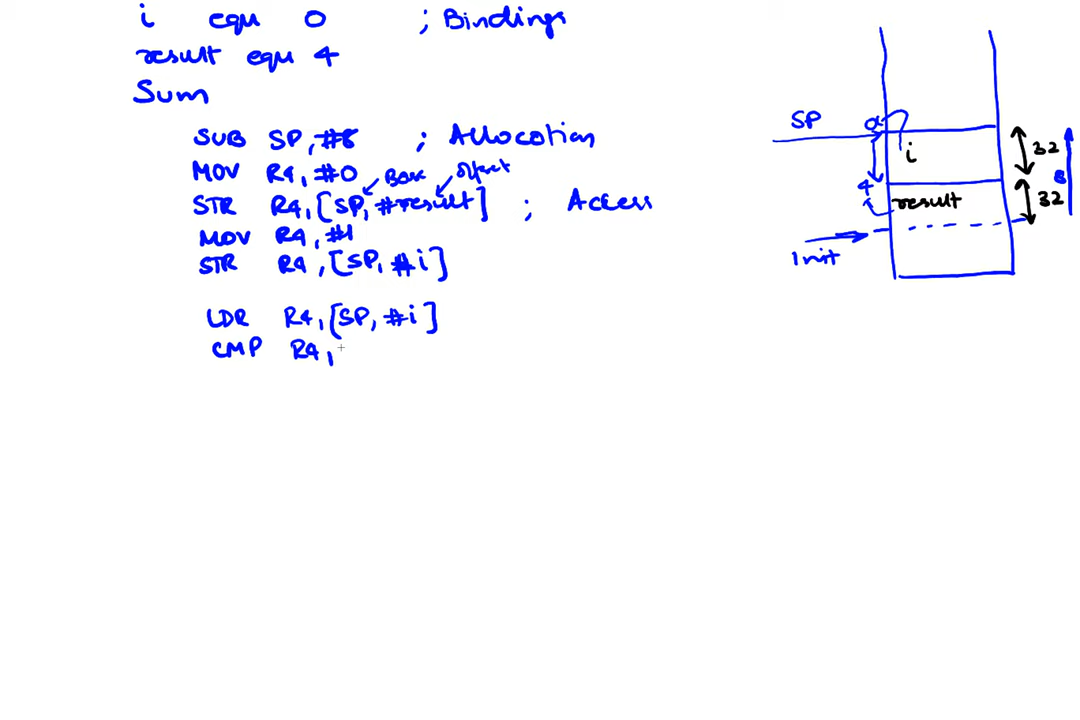 i equ 0 ; Bindings
result equ 4
Sum
SUB SP, #8 ; Allocation
MOV R4, #0
Base offset
STR R4, [SP, #result] ; Access
MOV R4, #1
STR R4, [SP, #i]
LDR R4, [SP, #i]
CMP R4,
SP
0
i
32
8
4
result
32
Init